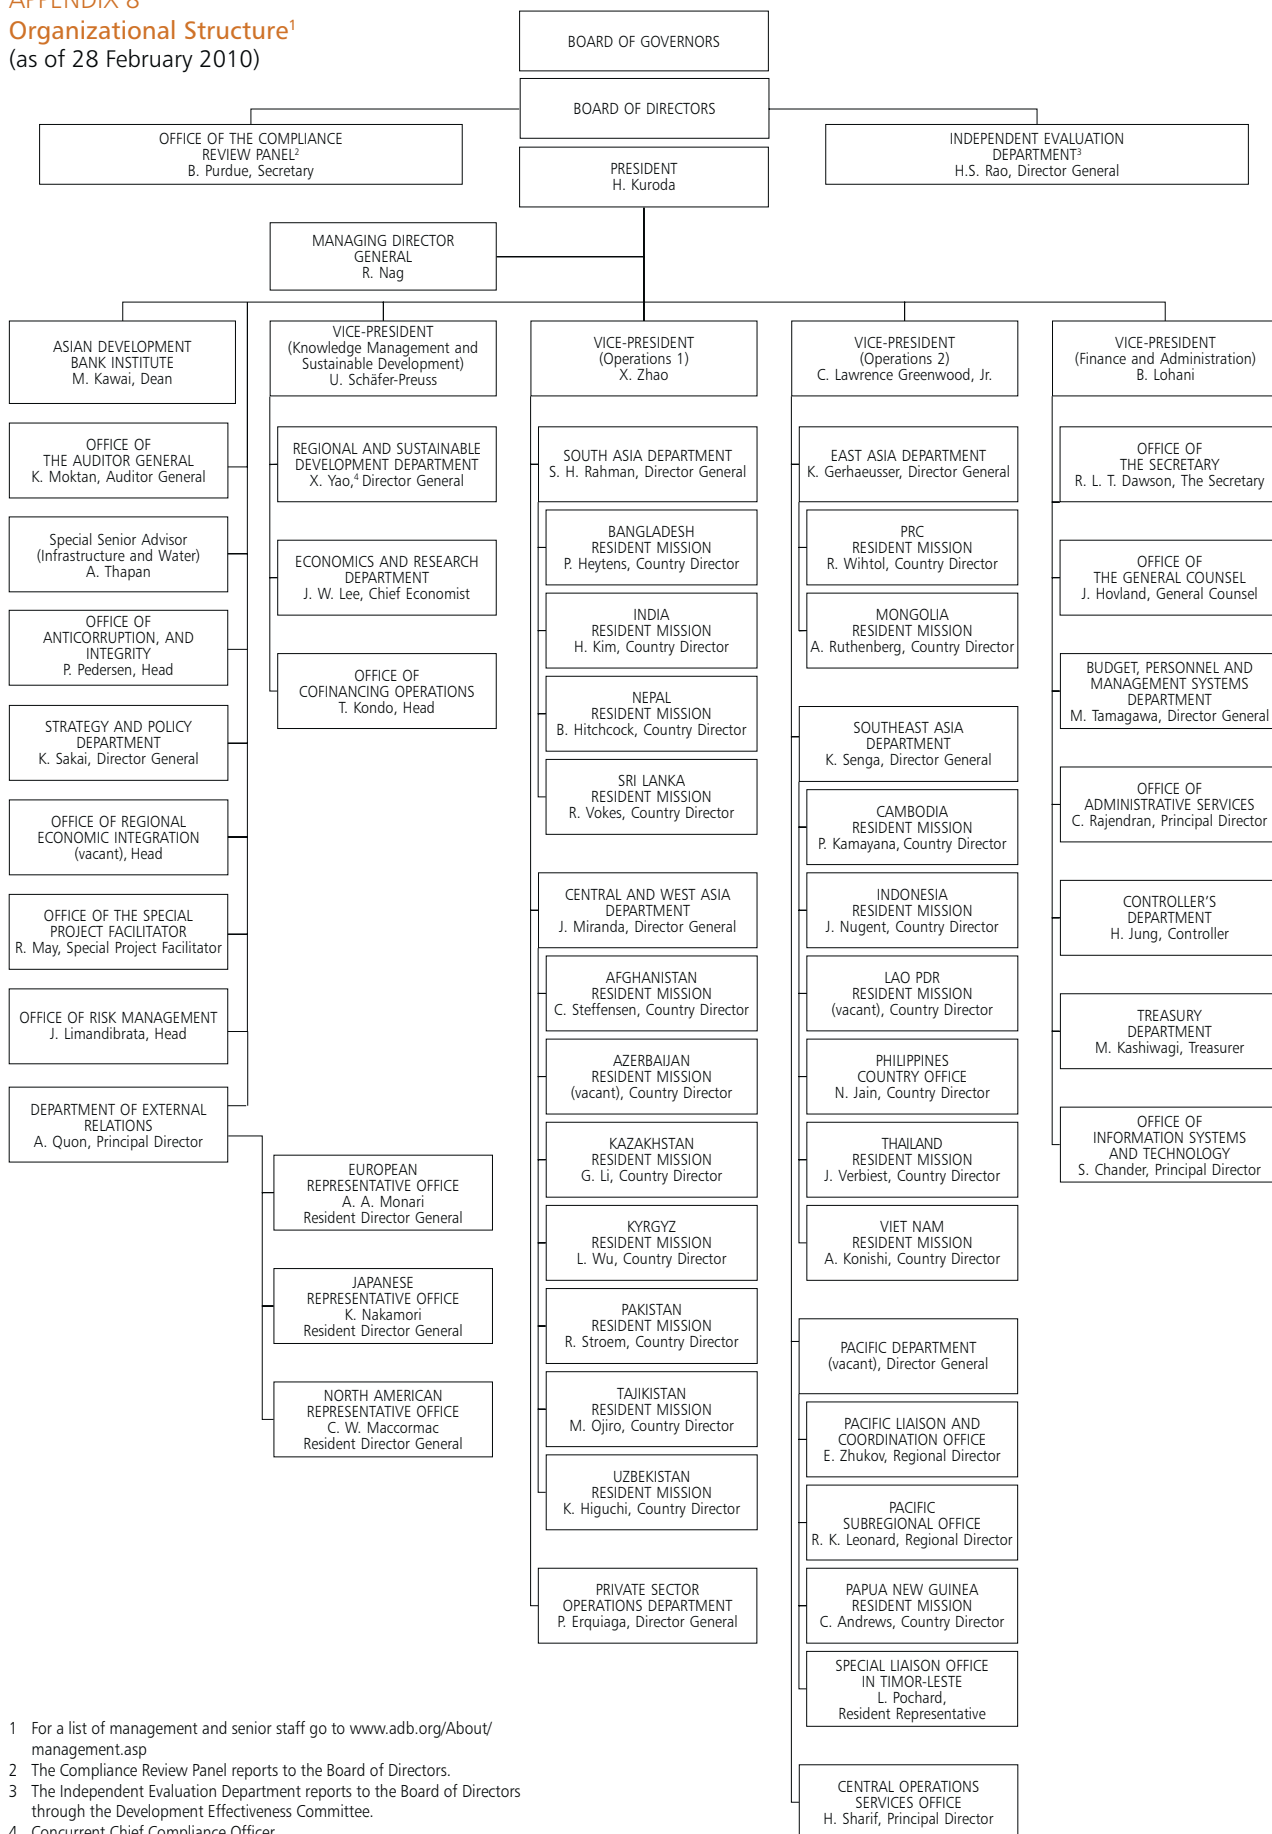 APPENDIX 8
Organizational Structure1
(as of 28 February 2010)
BOARD OF GOVERNORS
BOARD OF DIRECTORS
OFFICE OF THE COMPLIANCE
REVIEW PANEL2
B. Purdue, Secretary
INDEPENDENT EVALUATION
DEPARTMENT3
H.S. Rao, Director General
PRESIDENT
H. Kuroda
MANAGING DIRECTOR
GENERAL
R. Nag
ASIAN DEVELOPMENT
BANK INSTITUTE
M. Kawai, Dean
OFFICE OF
THE AUDITOR GENERAL
K. Moktan, Auditor General
Special Senior Advisor
(Infrastructure and Water)
A. Thapan
OFFICE OF
ANTICORRUPTION, AND
INTEGRITY
P. Pedersen, Head
STRATEGY AND POLICY
DEPARTMENT
K. Sakai, Director General
OFFICE OF REGIONAL
ECONOMIC INTEGRATION
(vacant), Head
OFFICE OF THE SPECIAL
PROJECT FACILITATOR
R. May, Special Project Facilitator
OFFICE OF RISK MANAGEMENT
J. Limandibrata, Head
DEPARTMENT OF EXTERNAL
RELATIONS
A. Quon, Principal Director
EUROPEAN
REPRESENTATIVE OFFICE
A. A. Monari
Resident Director General
JAPANESE
REPRESENTATIVE OFFICE
K. Nakamori
Resident Director General
NORTH AMERICAN
REPRESENTATIVE OFFICE
C. W. Maccormac
Resident Director General
VICE-PRESIDENT
(Knowledge Management and
Sustainable Development)
U. Schäfer-Preuss
REGIONAL AND SUSTAINABLE
DEVELOPMENT DEPARTMENT
X. Yao,4 Director General
ECONOMICS AND RESEARCH
DEPARTMENT
J. W. Lee, Chief Economist
OFFICE OF
COFINANCING OPERATIONS
T. Kondo, Head
VICE-PRESIDENT
(Operations 1)
X. Zhao
SOUTH ASIA DEPARTMENT
S. H. Rahman, Director General
BANGLADESH
RESIDENT MISSION
P. Heytens, Country Director
INDIA
RESIDENT MISSION
H. Kim, Country Director
NEPAL
RESIDENT MISSION
B. Hitchcock, Country Director
SRI LANKA
RESIDENT MISSION
R. Vokes, Country Director
CENTRAL AND WEST ASIA
DEPARTMENT
J. Miranda, Director General
AFGHANISTAN
RESIDENT MISSION
C. Steffensen, Country Director
AZERBAIJAN
RESIDENT MISSION
(vacant), Country Director
KAZAKHSTAN
RESIDENT MISSION
G. Li, Country Director
KYRGYZ
RESIDENT MISSION
L. Wu, Country Director
PAKISTAN
RESIDENT MISSION
R. Stroem, Country Director
TAJIKISTAN
RESIDENT MISSION
M. Ojiro, Country Director
UZBEKISTAN
RESIDENT MISSION
K. Higuchi, Country Director
PRIVATE SECTOR
OPERATIONS DEPARTMENT
P. Erquiaga, Director General
VICE-PRESIDENT
(Operations 2)
C. Lawrence Greenwood, Jr.
EAST ASIA DEPARTMENT
K. Gerhaeusser, Director General
PRC
RESIDENT MISSION
R. Wihtol, Country Director
MONGOLIA
RESIDENT MISSION
A. Ruthenberg, Country Director
SOUTHEAST ASIA
DEPARTMENT
K. Senga, Director General
CAMBODIA
RESIDENT MISSION
P. Kamayana, Country Director
INDONESIA
RESIDENT MISSION
J. Nugent, Country Director
LAO PDR
RESIDENT MISSION
(vacant), Country Director
PHILIPPINES
COUNTRY OFFICE
N. Jain, Country Director
THAILAND
RESIDENT MISSION
J. Verbiest, Country Director
VIET NAM
RESIDENT MISSION
A. Konishi, Country Director
PACIFIC DEPARTMENT
(vacant), Director General
PACIFIC LIAISON AND
COORDINATION OFFICE
E. Zhukov, Regional Director
PACIFIC
SUBREGIONAL OFFICE
R. K. Leonard, Regional Director
PAPUA NEW GUINEA
RESIDENT MISSION
C. Andrews, Country Director
SPECIAL LIAISON OFFICE
IN TIMOR-LESTE
L. Pochard,
Resident Representative
CENTRAL OPERATIONS
SERVICES OFFICE
H. Sharif, Principal Director
VICE-PRESIDENT
(Finance and Administration)
B. Lohani
OFFICE OF
THE SECRETARY
R. L. T. Dawson, The Secretary
OFFICE OF
THE GENERAL COUNSEL
J. Hovland, General Counsel
BUDGET, PERSONNEL AND
MANAGEMENT SYSTEMS
DEPARTMENT
M. Tamagawa, Director General
OFFICE OF
ADMINISTRATIVE SERVICES
C. Rajendran, Principal Director
CONTROLLER'S
DEPARTMENT
H. Jung, Controller
TREASURY
DEPARTMENT
M. Kashiwagi, Treasurer
OFFICE OF
INFORMATION SYSTEMS
AND TECHNOLOGY
S. Chander, Principal Director
1 For a list of management and senior staff go to www.adb.org/About/
management.asp
2 The Compliance Review Panel reports to the Board of Directors.
3 The Independent Evaluation Department reports to the Board of Directors
through the Development Effectiveness Committee.
4 Concurrent Chief Compliance Officer